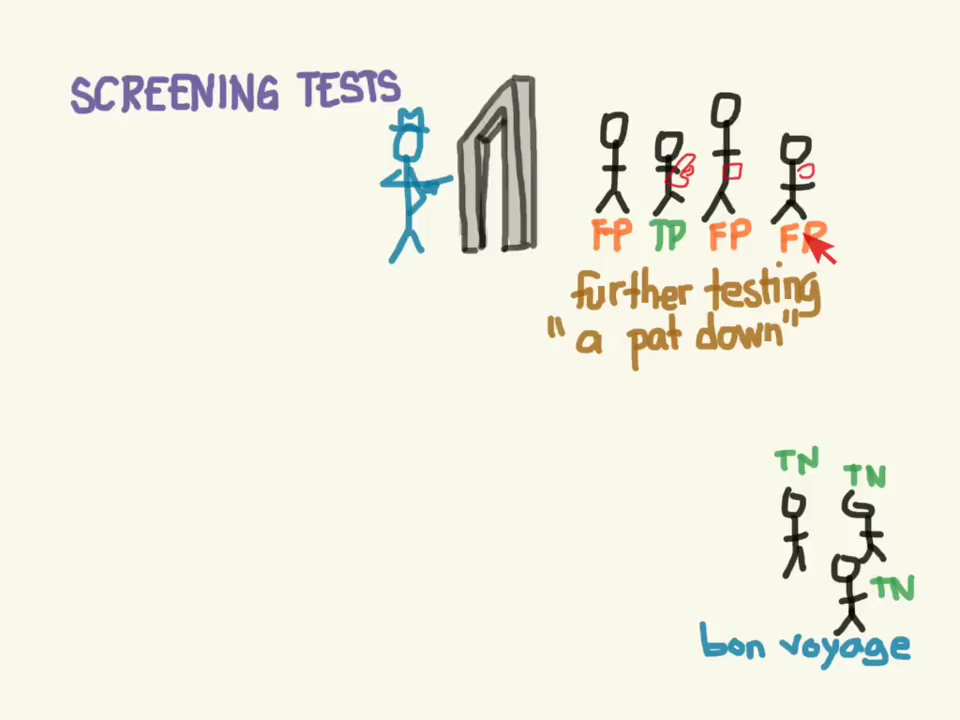 SCREENING TESTS
FP TP FP FP
further testing
"a pat down"
TN
TN
TN
bon voyage